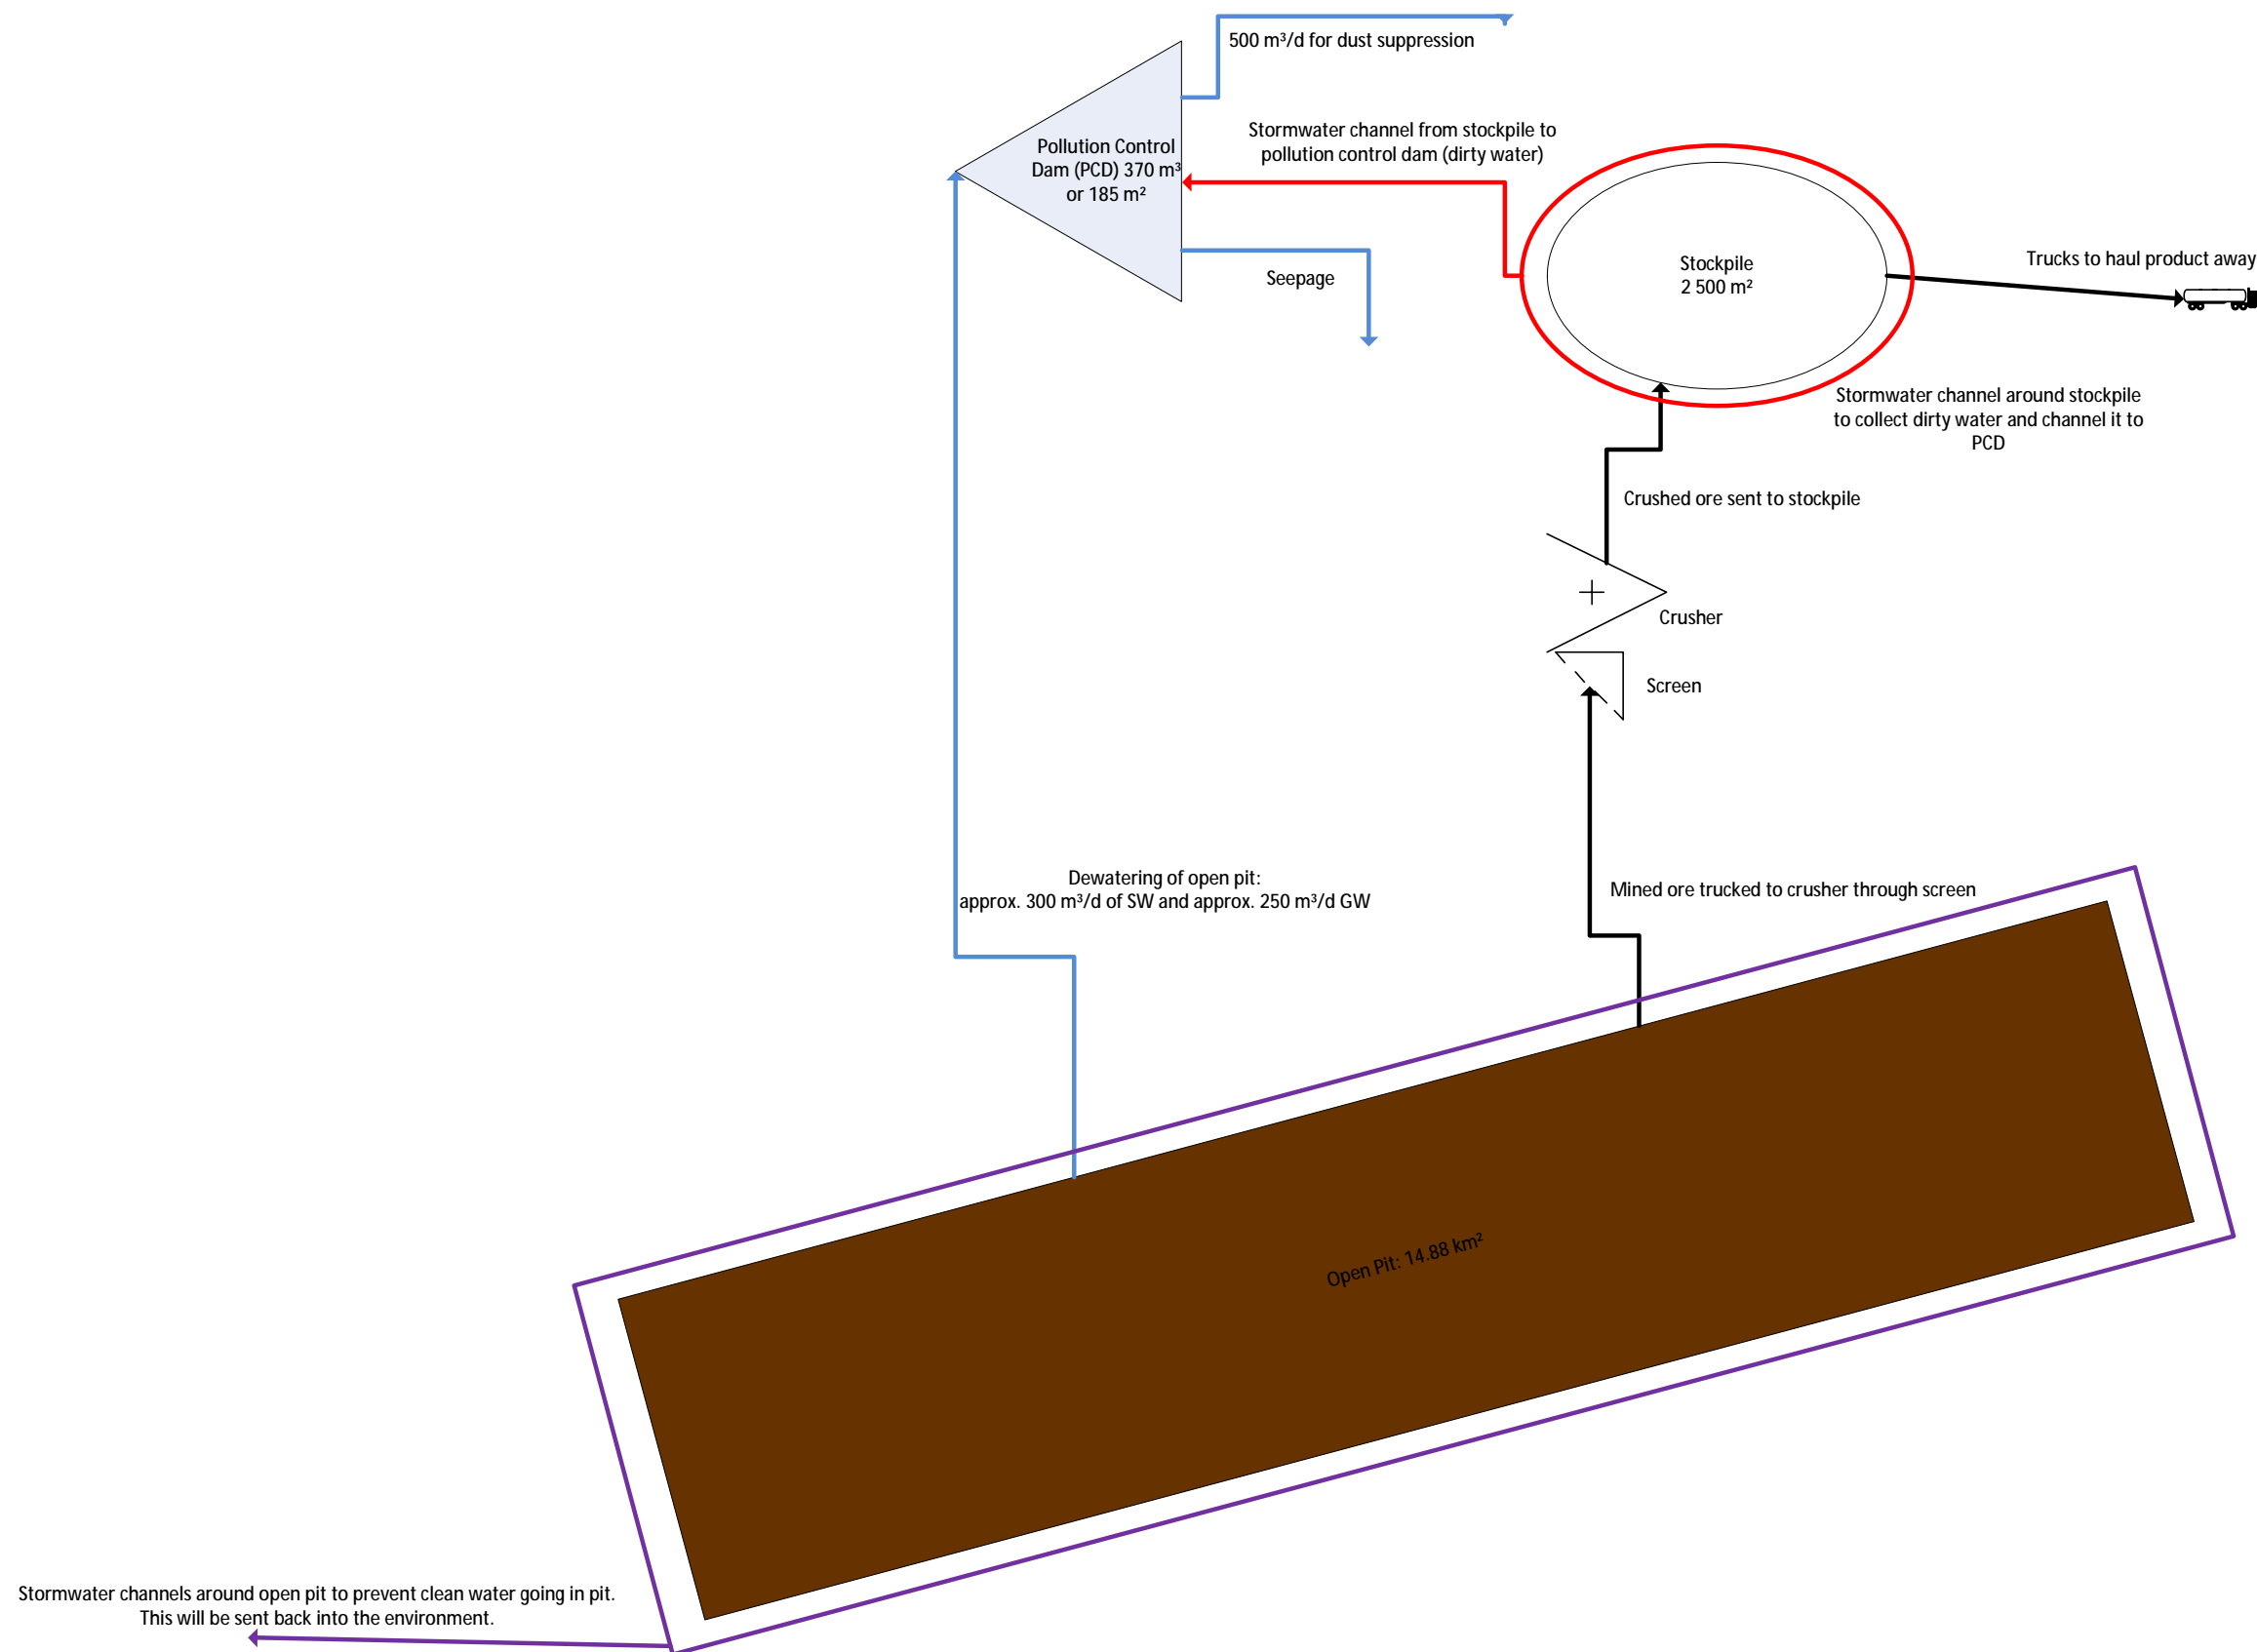 500 m³/d for dust suppression
Stormwater channel from stockpile to
pollution control dam (dirty water)
Pollution Control
Dam (PCD) 370 m³
or 185 m²
Seepage
Stockpile
2 500 m²
Trucks to haul product away
Stormwater channel around stockpile
to collect dirty water and channel it to
PCD
Crushed ore sent to stockpile
Crusher
Screen
Dewatering of open pit:
approx. 300 m³/d of SW and approx. 250 m³/d GW
Mined ore trucked to crusher through screen
Open Pit: 14.88 km²
Stormwater channels around open pit to prevent clean water going in pit.
This will be sent back into the environment.